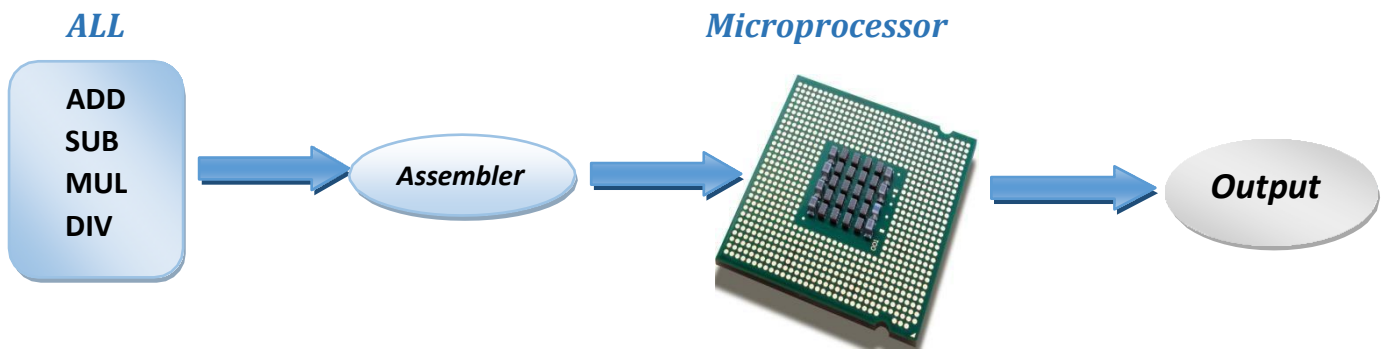 ALL
Microprocessor
ADD
SUB
MUL
DIV
Assembler
Output